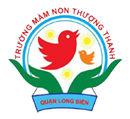 TRƯỜNG MẦM NON THƯỢNG THANH
QUẬN LONG BIÊN